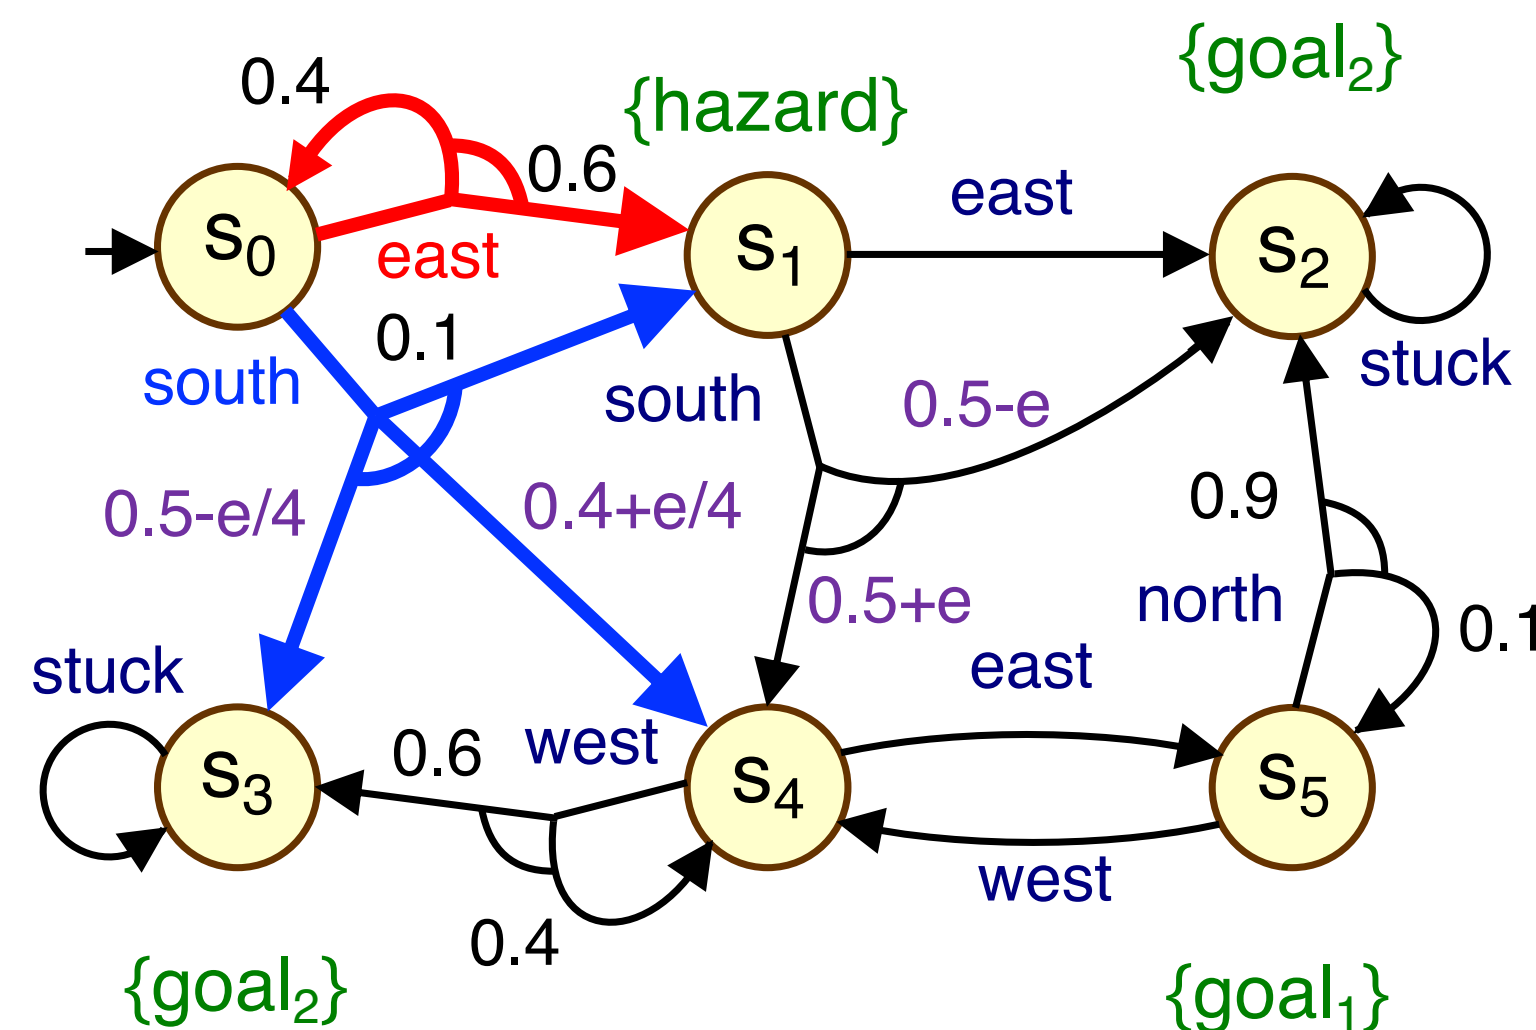 {goal₂}
0.4
{hazard}
0.6
east
s₀
s₁
s₂
east
0.1
stuck
south
south
0.5-e
0.5-e/4
0.4+e/4
0.9
0.5+e
north
0.1
stuck
east
west
0.6
s₃
s₄
s₅
west
0.4
{goal₂}
{goal₁}